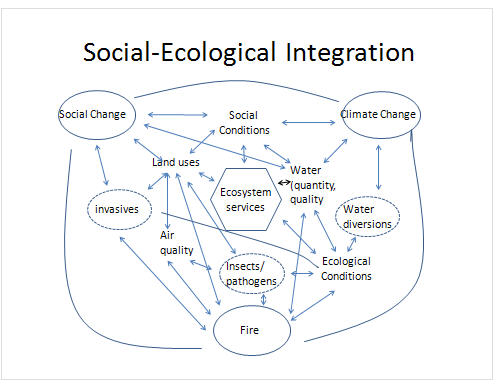 Social-Ecological Integration
Social Change
Social
Conditions
Climate Change
Land uses
Water
(quantity,
quality
Ecosystem
services
invasives
Water
diversions
Air
quality
Insects/
pathogens
Ecological
Conditions
Fire